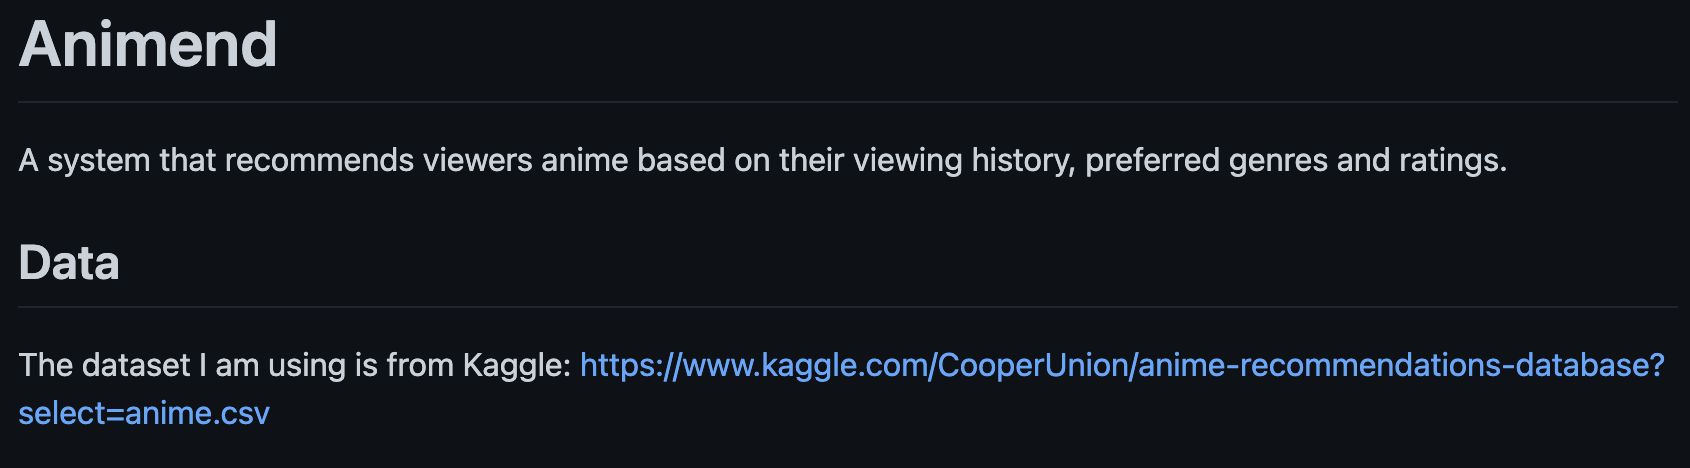 Animend
A system that recommends viewers anime based on their viewing history, preferred genres and ratings.
Data
The dataset I am using is from Kaggle: https://www.kaggle.com/CooperUnion/anime-recommendations-database?
select=anime.csv